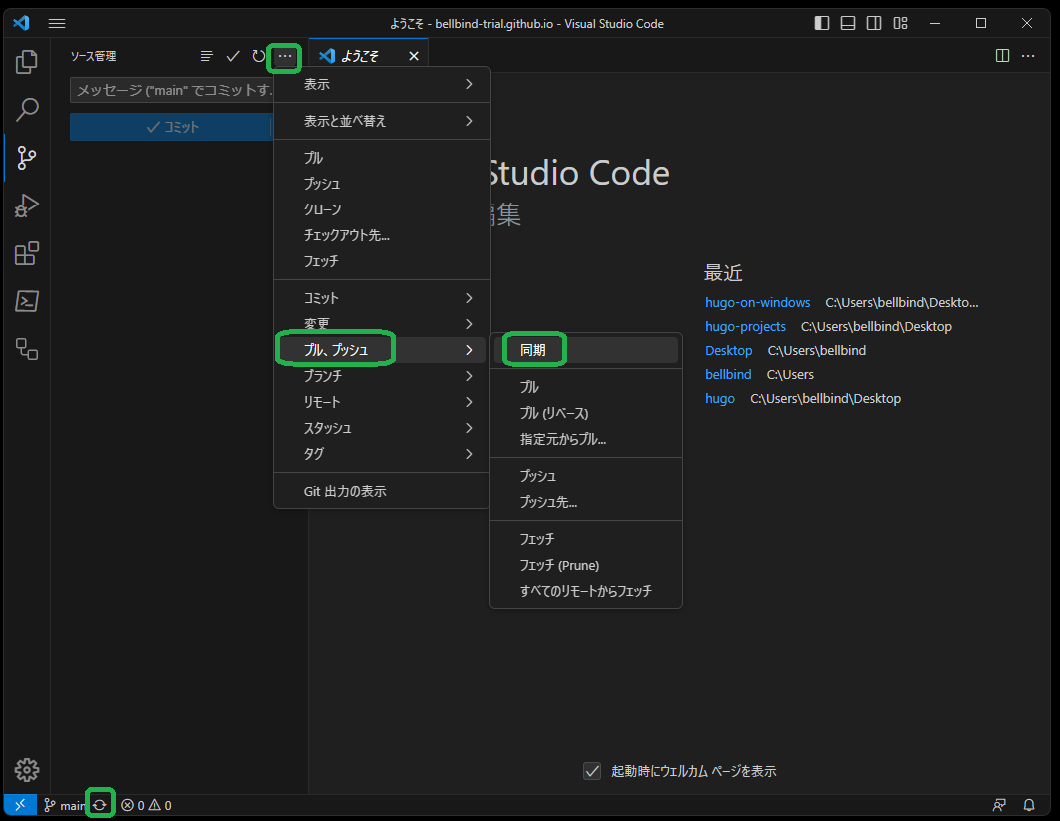 ようこそ - bellbind-trial.github.io - Visual Studio Code
ソース管理
ようこそ
メッセージ ("main" でコミットす.
コミット
表示
表示と並べ替え
プル
プッシュ
クローン
チェックアウト先...
フェッチ
コミット
変更
プル、プッシュ
ブランチ
リモート
スタッシュ
タグ
Git 出力の表示
同期
プル
プル (リベース)
指定元からプル...
プッシュ
プッシュ先...
フェッチ
フェッチ (Prune)
すべてのリモートからフェッチ
Studio Code
編集
最近
hugo-on-windows C:\Users\bellbind\Deskto...
hugo-projects C:\Users\bellbind\Desktop
Desktop C:\Users\bellbind
bellbind C:\Users
hugo C:\Users\bellbind\Desktop
起動時にウェルカム ページを表示
main 0 0